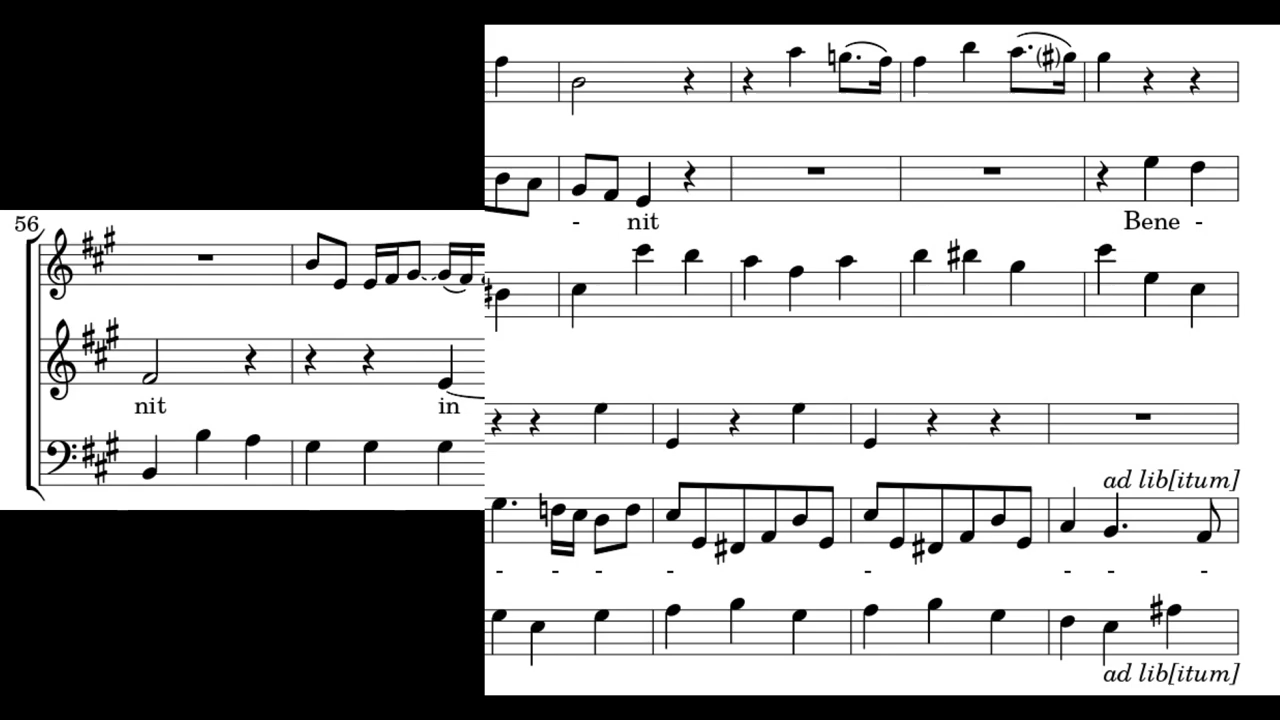 - nit Bene -
56
nit in
ad lib[itum]
- - - - - - - -
ad lib[itum]